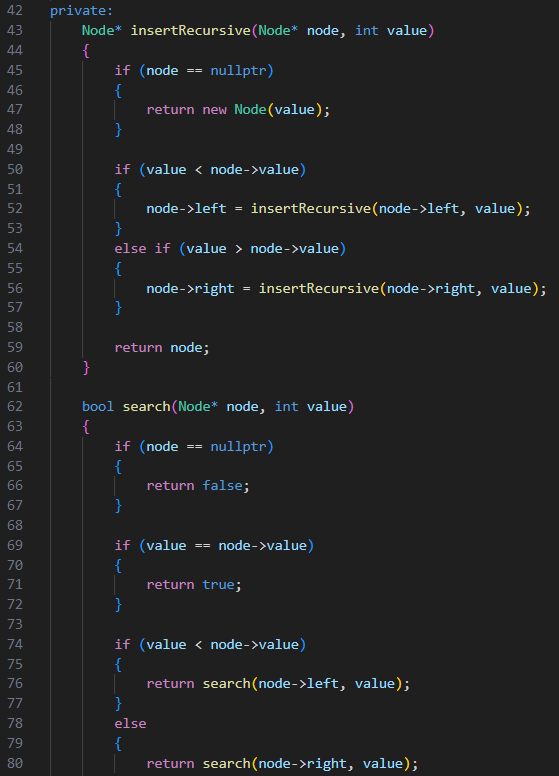 42 private:
43     Node* insertRecursive(Node* node, int value)
44     {
45         if (node == nullptr)
46         {
47             return new Node(value);
48         }
49
50         if (value < node->value)
51         {
52             node->left = insertRecursive(node->left, value);
53         }
54         else if (value > node->value)
55         {
56             node->right = insertRecursive(node->right, value);
57         }
58
59         return node;
60     }
61
62     bool search(Node* node, int value)
63     {
64         if (node == nullptr)
65         {
66             return false;
67         }
68
69         if (value == node->value)
70         {
71             return true;
72         }
73
74         if (value < node->value)
75         {
76             return search(node->left, value);
77         }
78         else
79         {
80             return search(node->right, value);